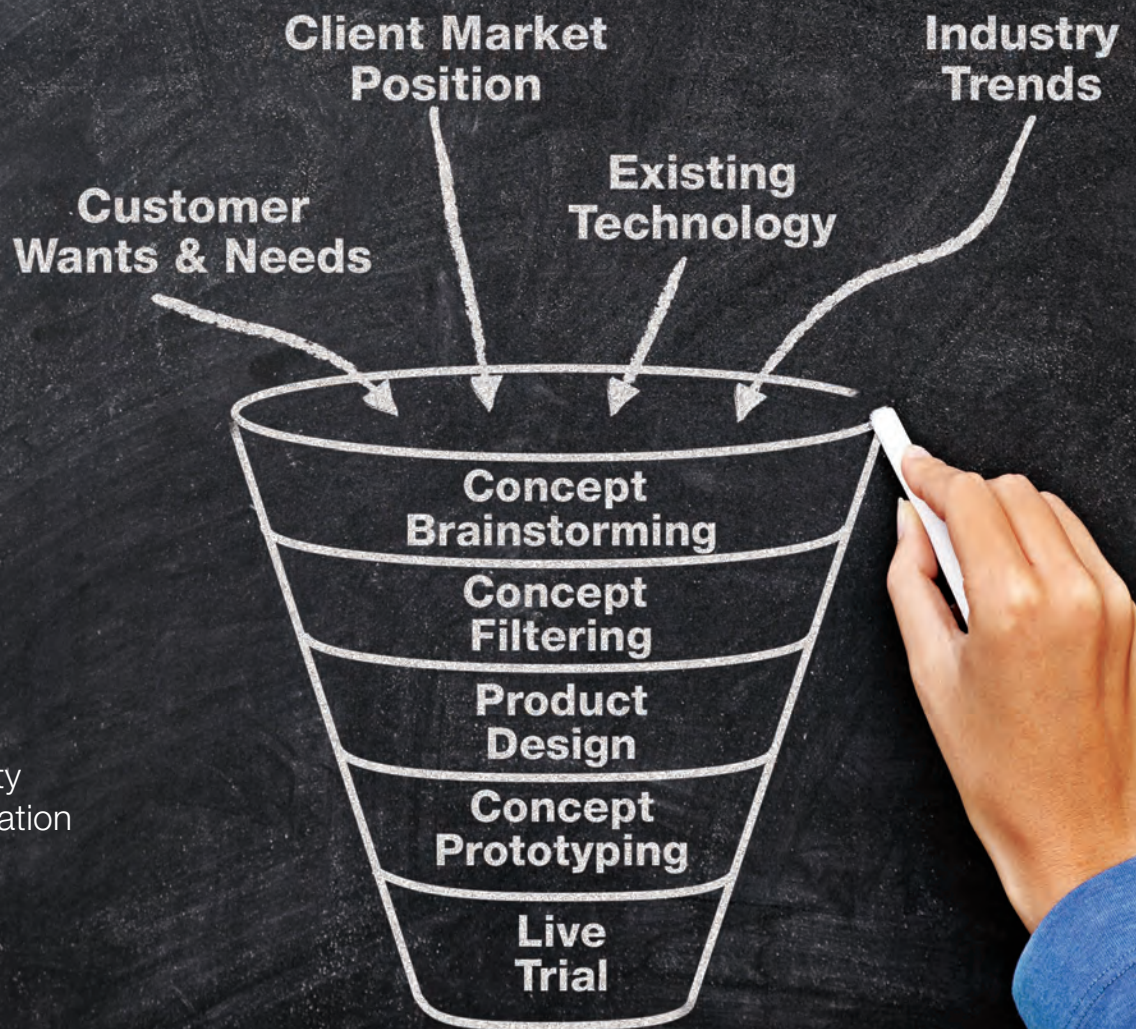 Client Market
Position
Industry
Trends
Existing
Technology
Customer
Wants & Needs
Concept
Brainstorming
Concept
Filtering
Product
Design
Concept
Prototyping
Live
Trial